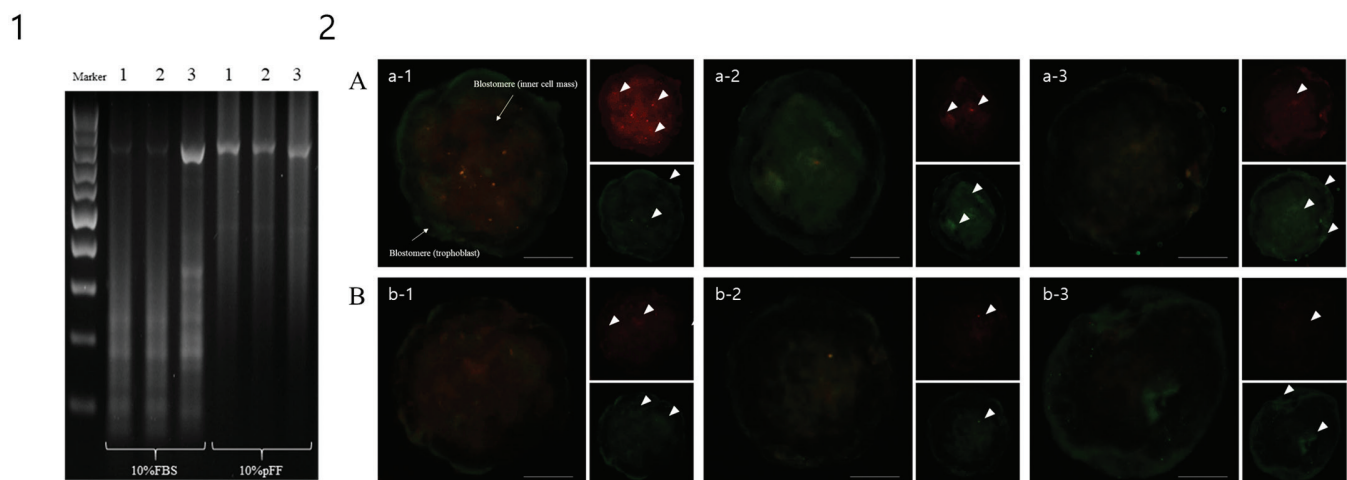 1
2
Marker 1 2 3 1 2 3
10%FBS 10%pFF
A
a-1
Blostomere (inner cell mass)
Blostomere (trophoblast)
a-2
a-3
B
b-1
b-2
b-3